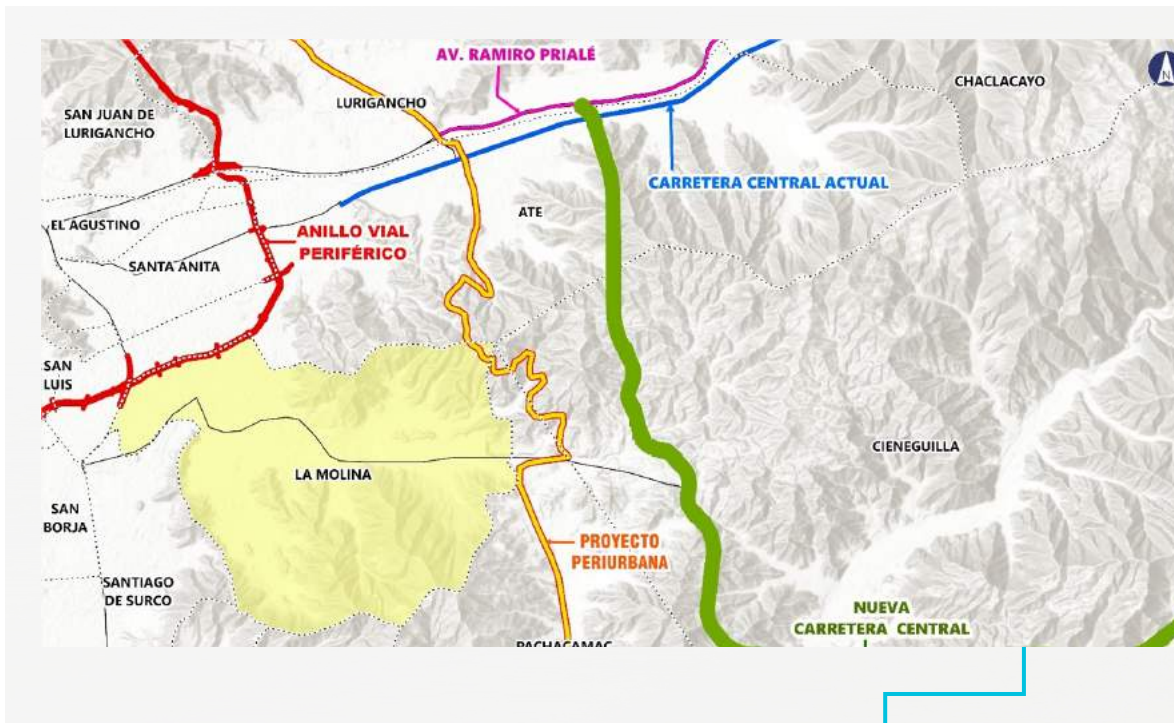 AV. RAMIRO PRIALÉ
N
CHACLACAYO
LURIGANCHO
SAN JUAN DE
LURIGANCHO
CARRETERA CENTRAL ACTUAL
ATE
EL AGUSTINO
ANILLO VIAL
PERIFÉRICO
SANTA ANITA
SAN
LUIS
CIENEGUILLA
LA MOLINA
SAN
BORJA
PROYECTO
PERIURBANA
SANTIAGO
DE SURCO
NUEVA
CARRETERA CENTRAL
PACHACAMAC